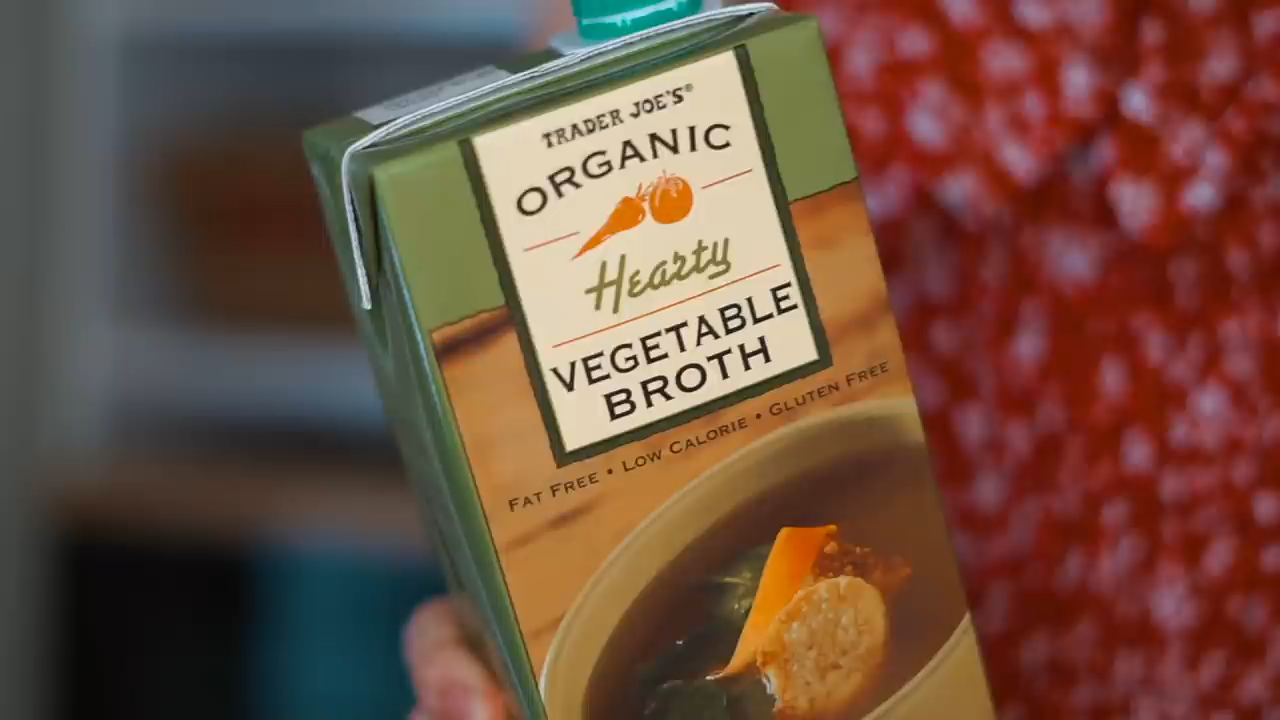 TRADER JOE'S®
ORGANIC
Hearty
VEGETABLE
BROTH
FAT FREE • LOW CALORIE • GLUTEN FREE